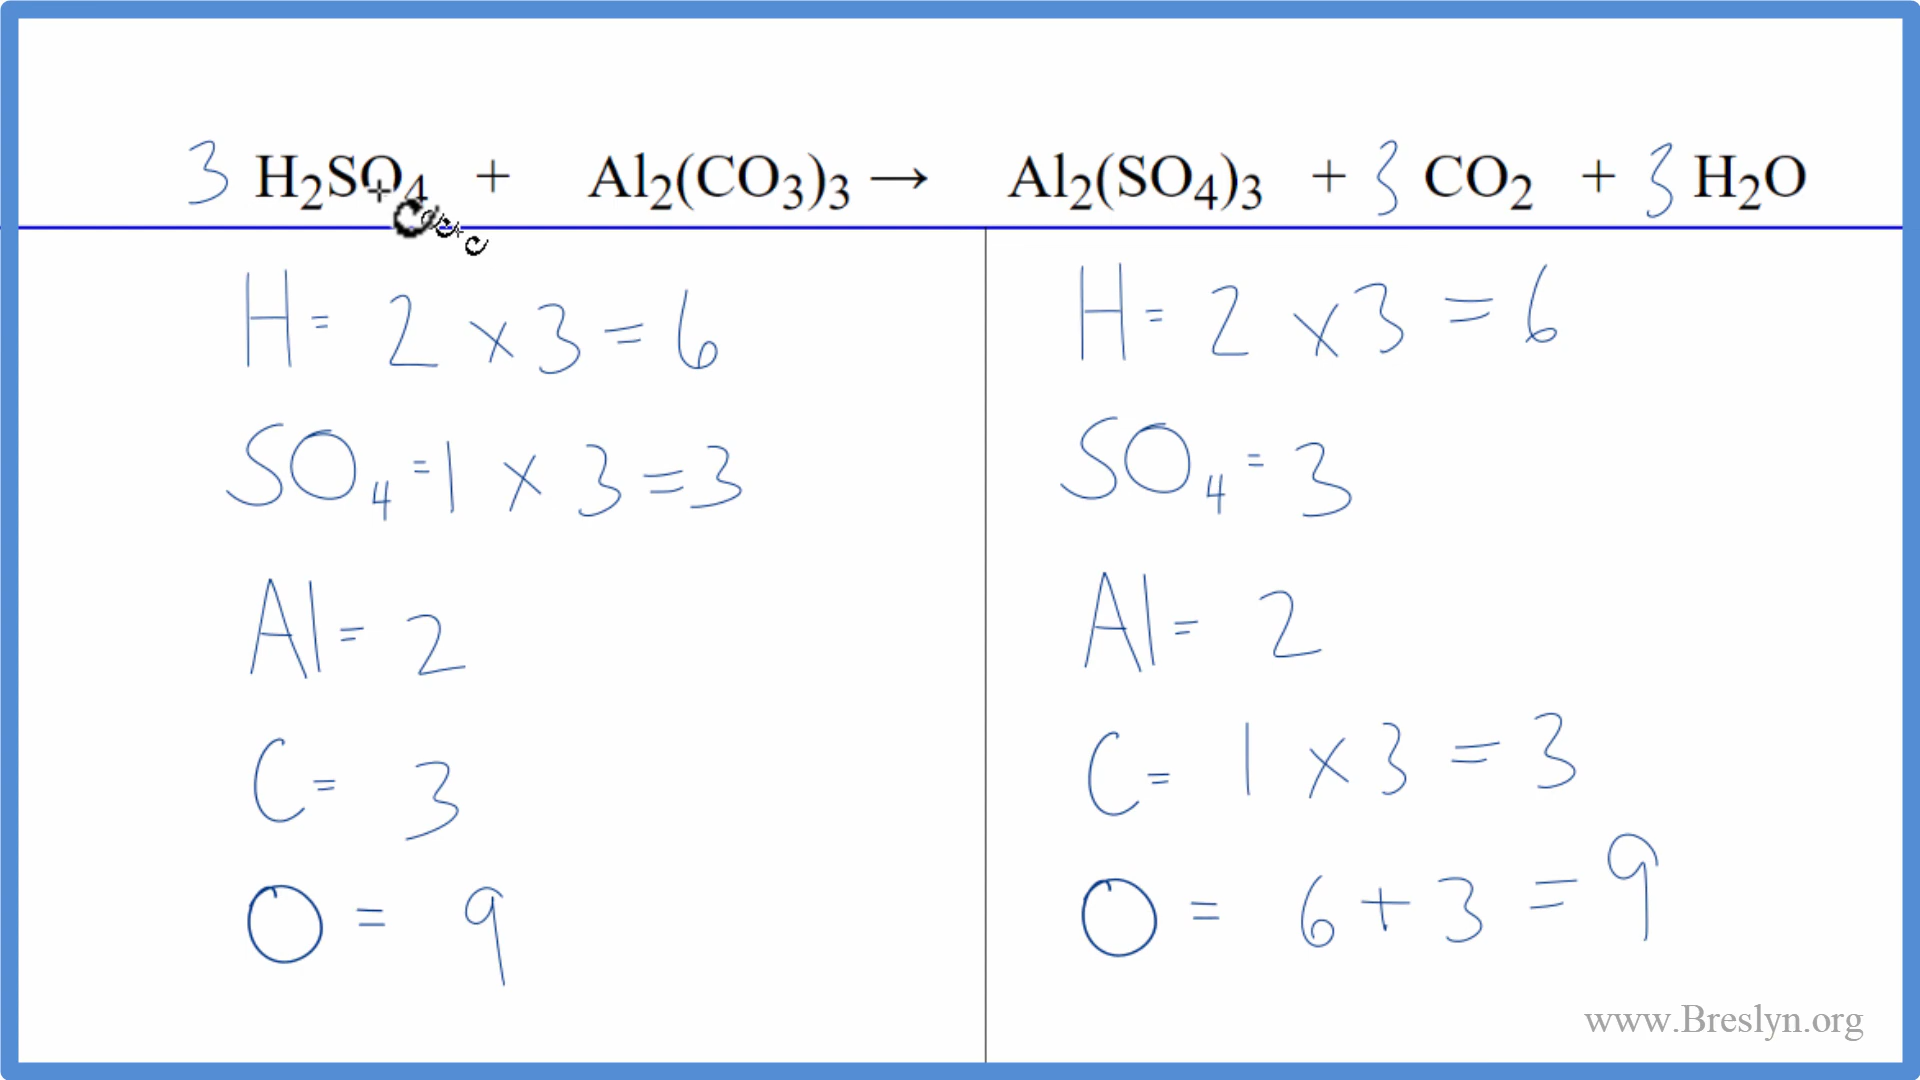 3 H₂SO₄ + Al₂(CO₃)₃ → Al₂(SO₄)₃ + 3 CO₂ + 3 H₂O
H = 2 x 3 = 6
SO₄ = 1 x 3 = 3
Al = 2
C = 3
O = 9
H = 2 x 3 = 6
SO₄ = 3
Al = 2
C = 1 x 3 = 3
O = 6 + 3 = 9
www.Breslyn.org